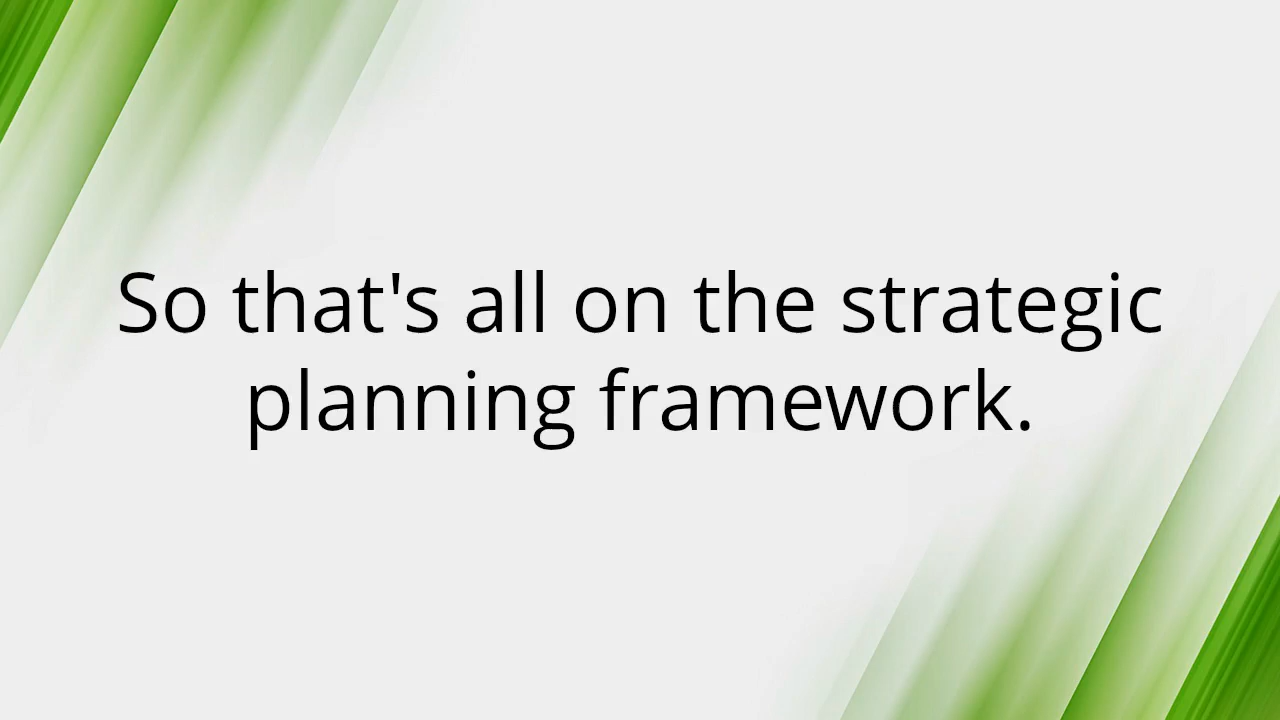 So that's all on the strategic
planning framework.